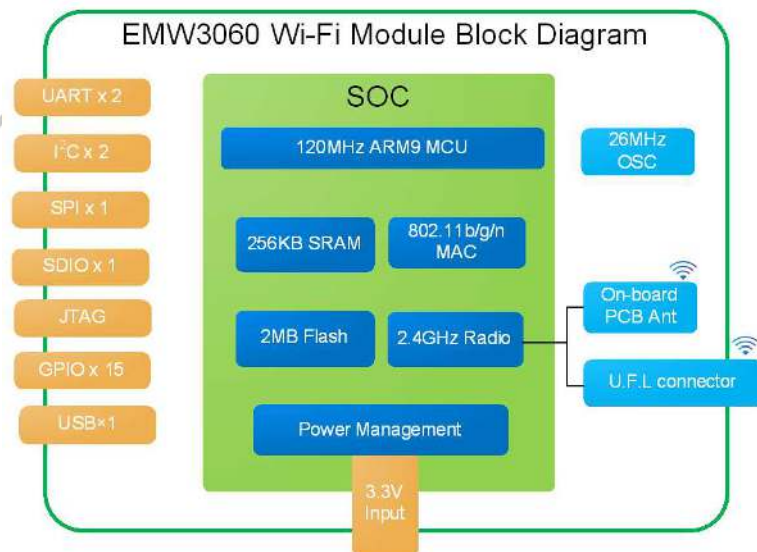 EMW3060 Wi-Fi Module Block Diagram
UART x 2
I²C x 2
SPI x 1
SDIO x 1
JTAG
GPIO x 15
USB×1
SOC
120MHz ARM9 MCU
256KB SRAM
802.11b/g/n
MAC
2MB Flash
2.4GHz Radio
Power Management
3.3V
Input
26MHz
OSC
On-board
PCB Ant
U.F.L connector